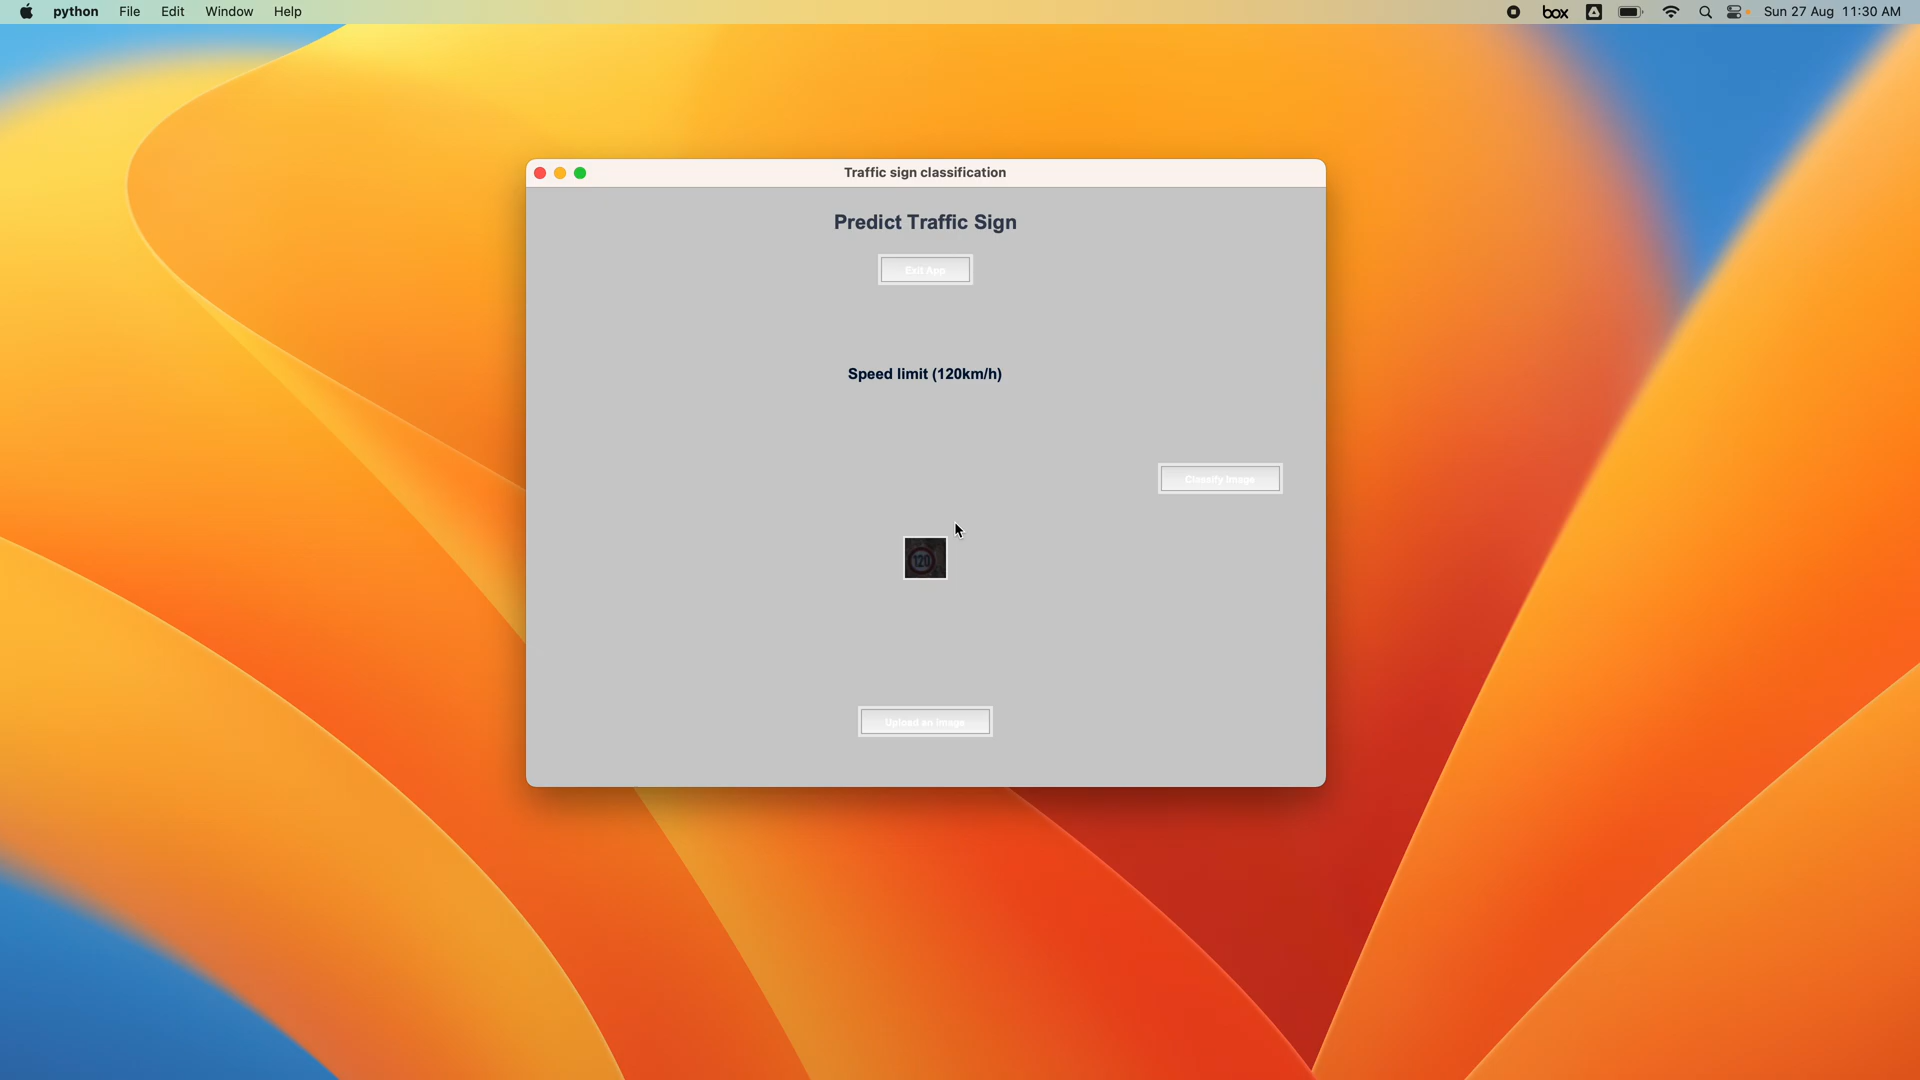 python File Edit Window Help box Sun 27 Aug 11:30 AM
Traffic sign classification
Predict Traffic Sign
Exit App
Speed limit (120km/h)
Classify Image
120
Upload an image